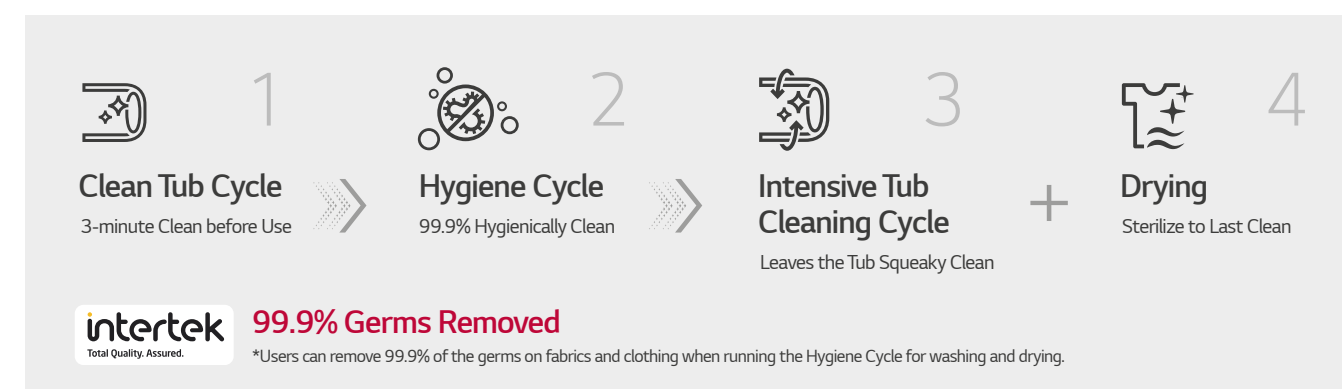 1
Clean Tub Cycle
3-minute Clean before Use
2
Hygiene Cycle
99.9% Hygienically Clean
3
Intensive Tub
Cleaning Cycle
Leaves the Tub Squeaky Clean
+
4
Drying
Sterilize to Last Clean
intertek
Total Quality. Assured.
99.9% Germs Removed
*Users can remove 99.9% of the germs on fabrics and clothing when running the Hygiene Cycle for washing and drying.